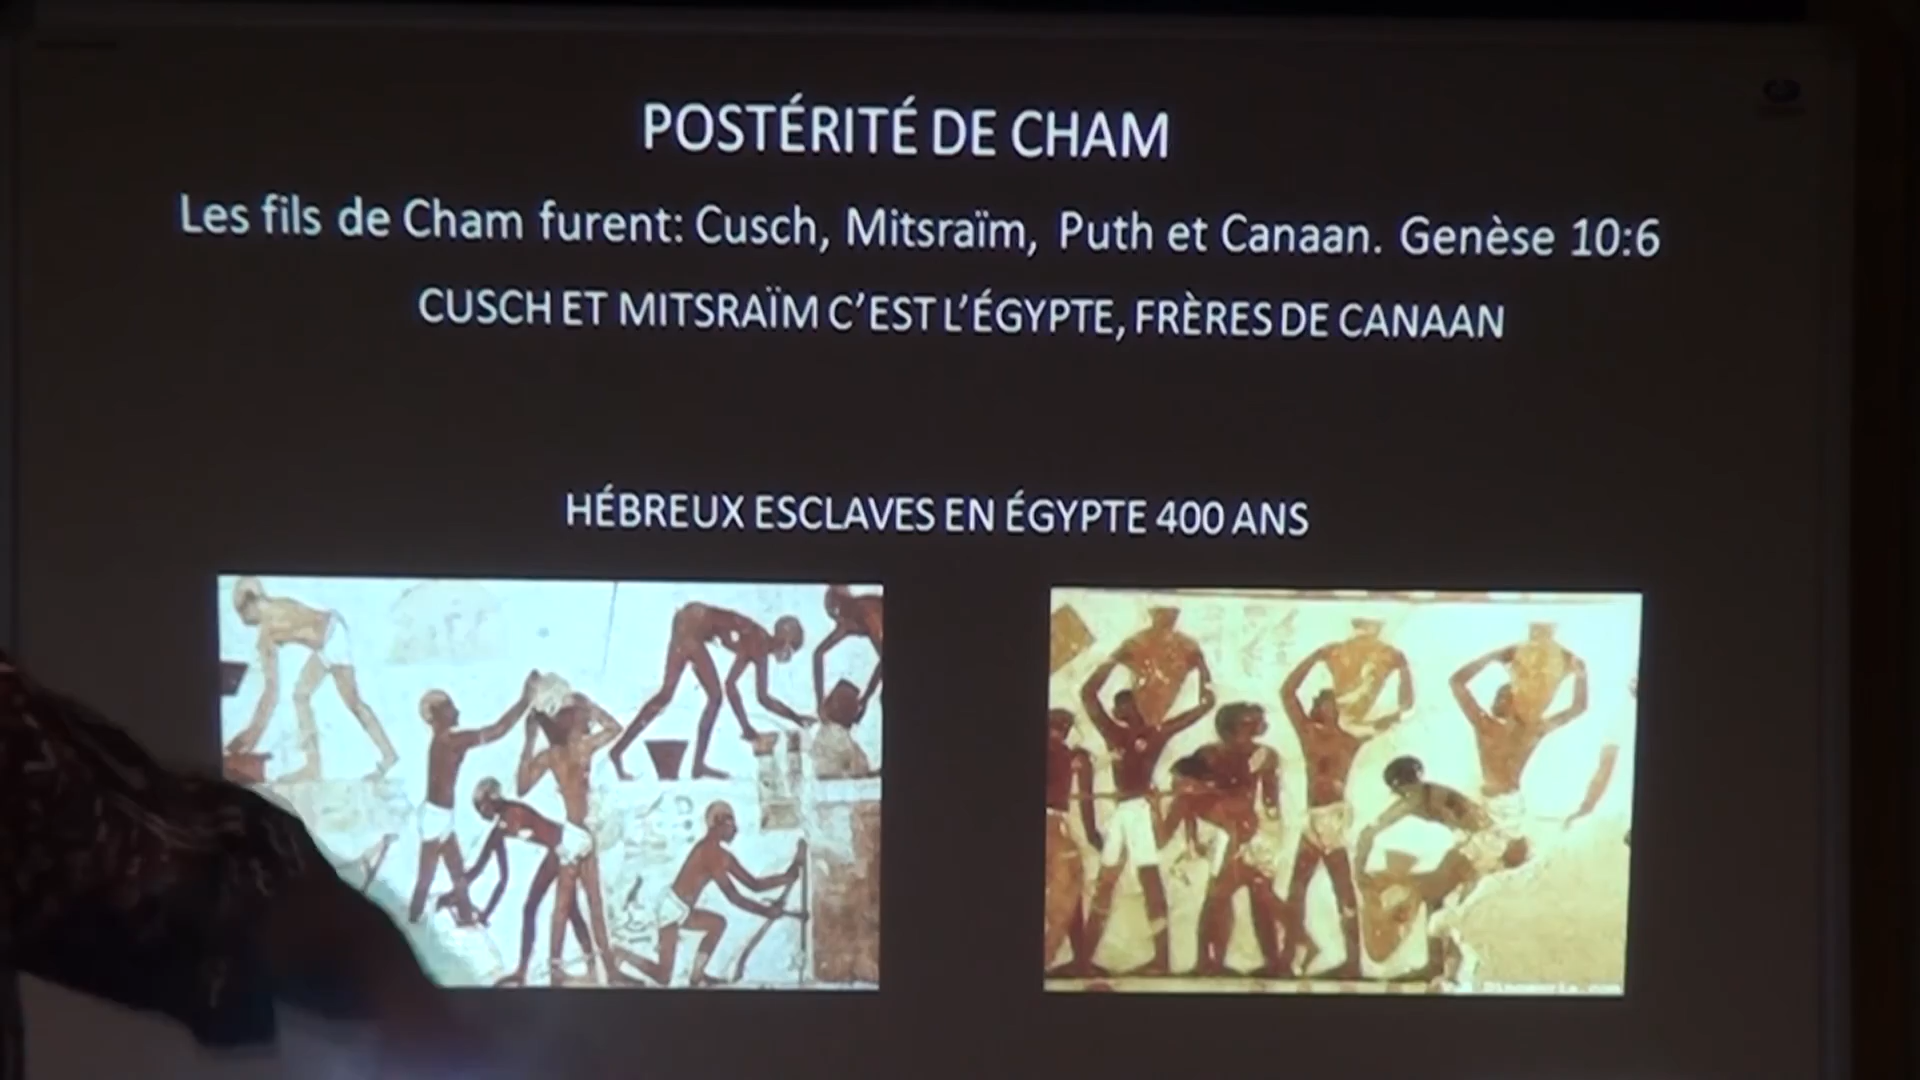 POSTÉRITÉ DE CHAM
Les fils de Cham furent: Cusch, Mitsraïm, Puth et Canaan. Genèse 10:6
CUSCH ET MITSRAÏM C'EST L'ÉGYPTE, FRÈRES DE CANAAN
HÉBREUX ESCLAVES EN ÉGYPTE 400 ANS